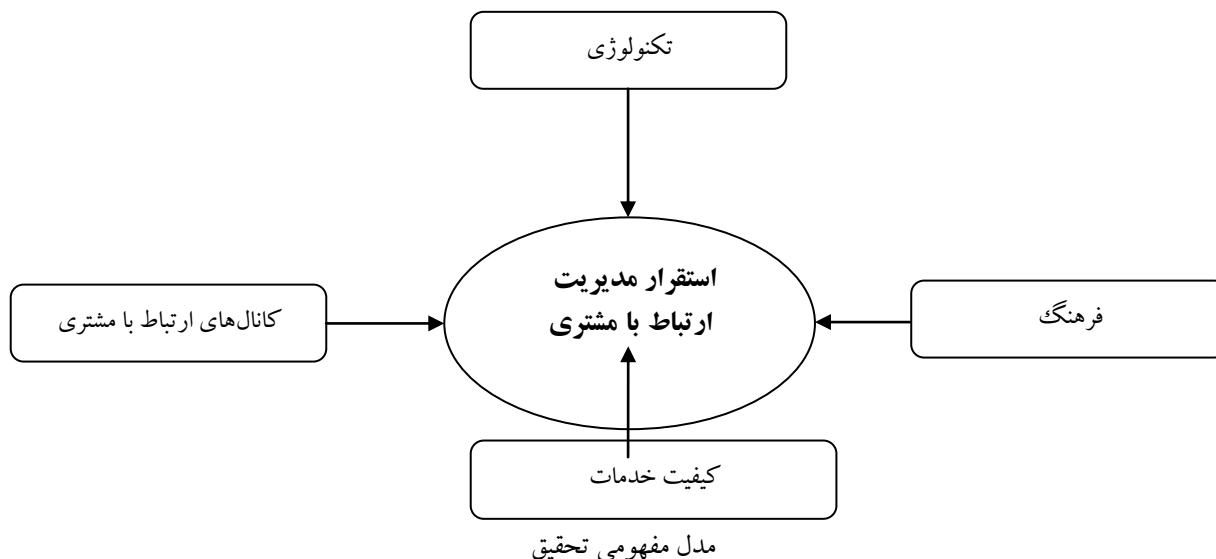 تکنولوژی
استقرار مدیریت
ارتباط با مشتری
فرهنگ
کانال‌های ارتباط با مشتری
کیفیت خدمات
مدل مفهومی تحقیق